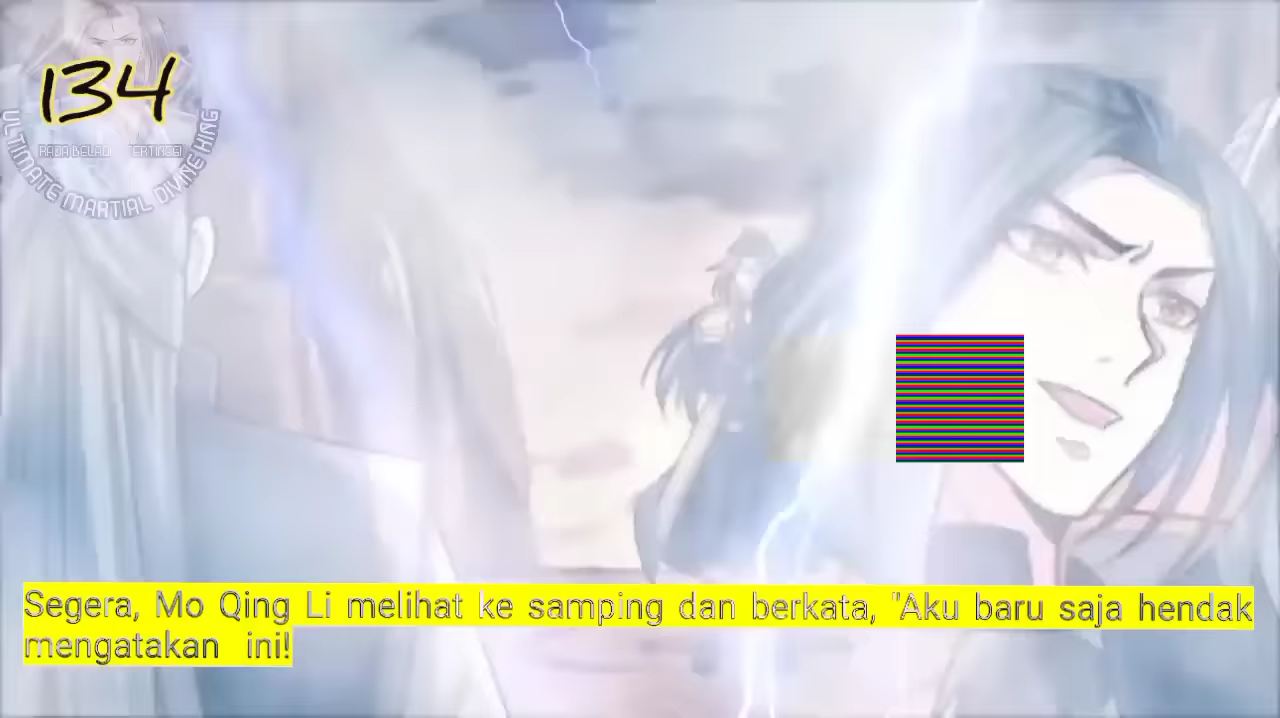 134
ULTIMATE MARTIAL DIVINE KING
Segera, Mo Qing Li melihat ke samping dan berkata, "Aku baru saja hendak
mengatakan ini!